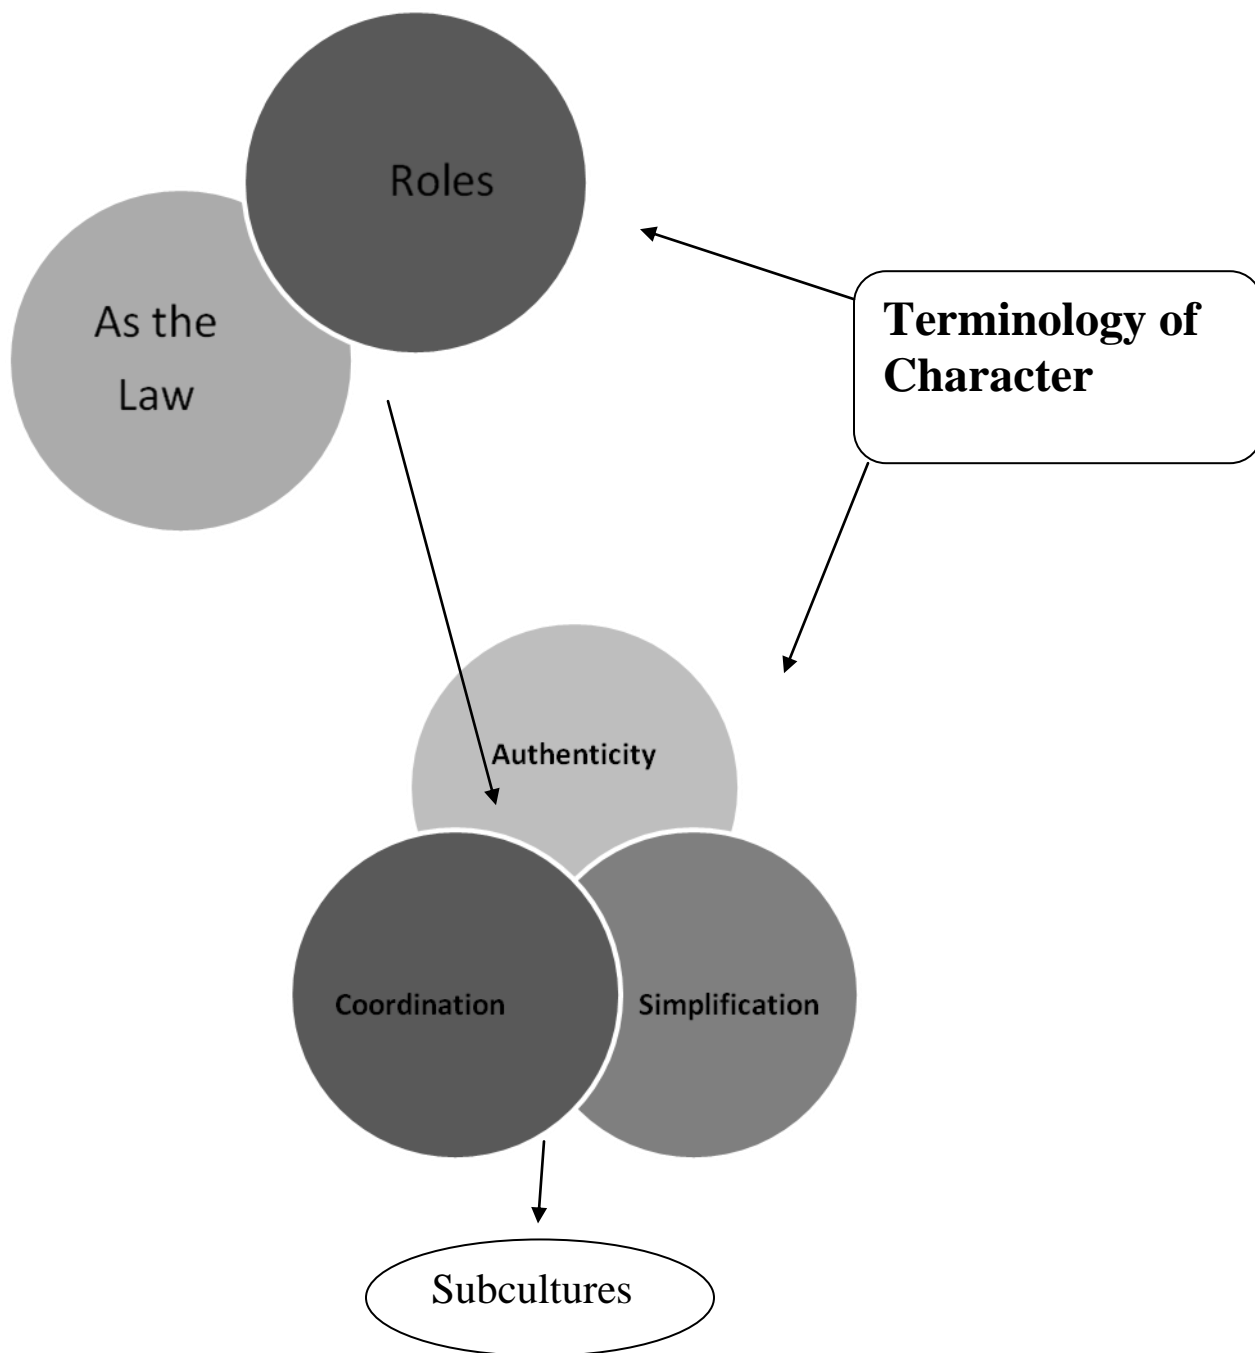 Roles
As the
Law
Terminology of
Character
Authenticity
Coordination
Simplification
Subcultures